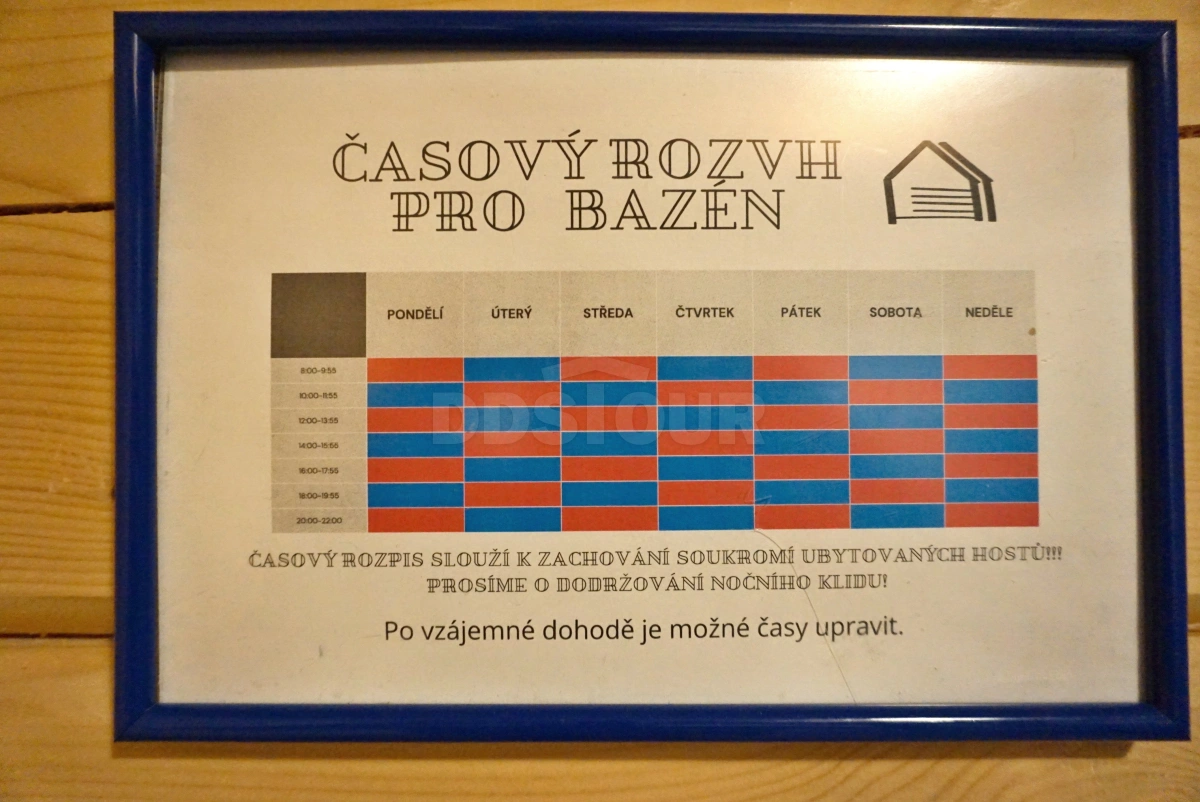 ČASOVÝ ROZVH
PRO BAZÉN
PONDĚLÍ ÚTERÝ STŘEDA ČTVRTEK PÁTEK SOBOTA NEDĚLE
8:00-9:55
10:00-11:55
12:00-13:55
14:00-15:55
16:00-17:55
18:00-19:55
20:00-22:00
DDSTOUR
ČASOVÝ ROZPIS SLOUŽÍ K ZACHOVÁNÍ SOUKROMÍ UBYTOVANÝCH HOSTŮ!!!
PROSÍME O DODRŽOVÁNÍ NOČNÍHO KLIDU!
Po vzájemné dohodě je možné časy upravit.